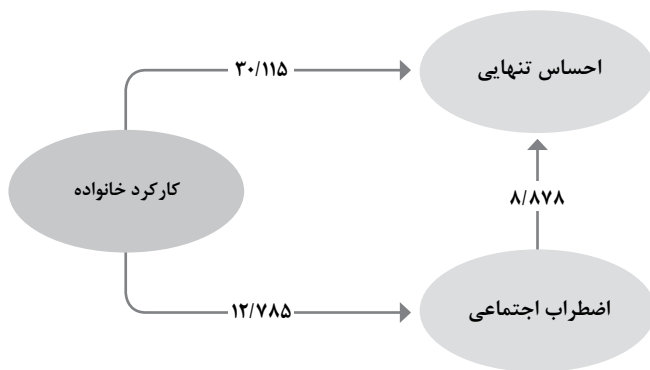 احساس تنهایی
۳۰/۱۱۵
کارکرد خانواده
۸/۸۷۸
۱۲/۷۸۵
اضطراب اجتماعی